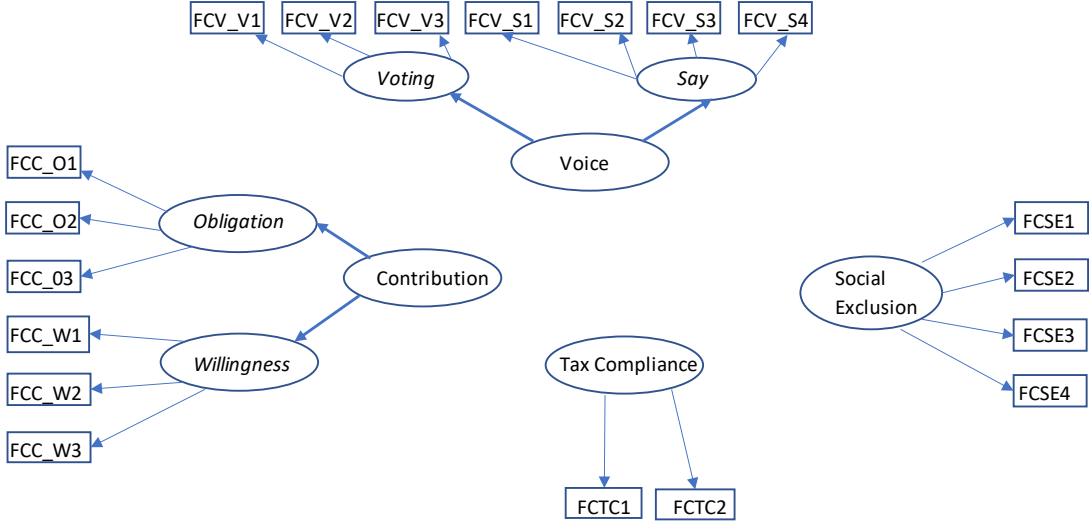 FCV_V1
FCV_V2
FCV_V3
FCV_S1
FCV_S2
FCV_S3
FCV_S4
Voting
Say
Voice
FCC_O1
FCC_O2
FCC_03
FCC_W1
FCC_W2
FCC_W3
Obligation
Willingness
Contribution
Tax Compliance
FCTC1
FCTC2
Social
Exclusion
FCSE1
FCSE2
FCSE3
FCSE4